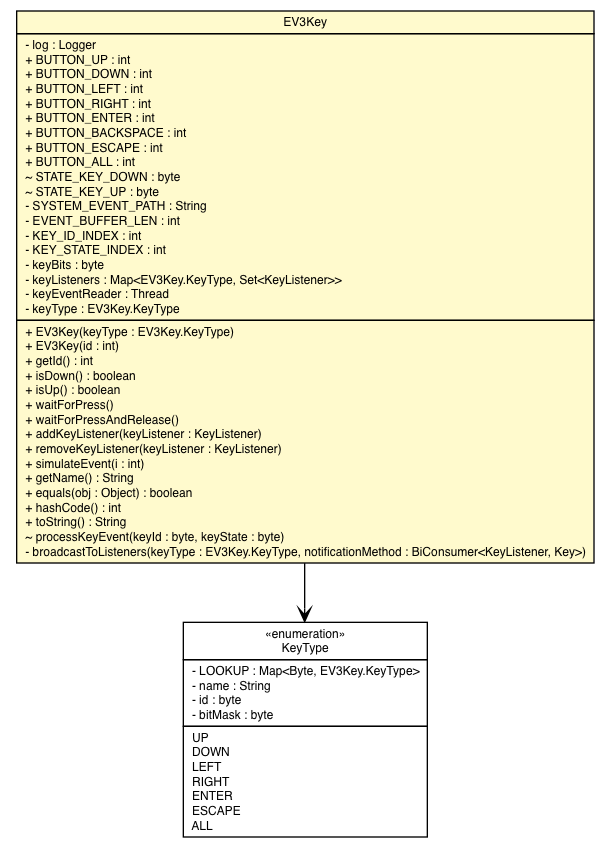 EV3Key
- log : Logger
+ BUTTON_UP : int
+ BUTTON_DOWN : int
+ BUTTON_LEFT : int
+ BUTTON_RIGHT : int
+ BUTTON_ENTER : int
+ BUTTON_BACKSPACE : int
+ BUTTON_ESCAPE : int
+ BUTTON_ALL : int
~ STATE_KEY_DOWN : byte
~ STATE_KEY_UP : byte
- SYSTEM_EVENT_PATH : String
- EVENT_BUFFER_LEN : int
- KEY_ID_INDEX : int
- KEY_STATE_INDEX : int
- keyBits : byte
- keyListeners : Map<EV3Key.KeyType, Set<KeyListener>>
- keyEventReader : Thread
- keyType : EV3Key.KeyType
+ EV3Key(keyType : EV3Key.KeyType)
+ EV3Key(id : int)
+ getId() : int
+ isDown() : boolean
+ isUp() : boolean
+ waitForPress()
+ waitForPressAndRelease()
+ addKeyListener(keyListener : KeyListener)
+ removeKeyListener(keyListener : KeyListener)
+ simulateEvent(i : int)
+ getName() : String
+ equals(obj : Object) : boolean
+ hashCode() : int
+ toString() : String
~ processKeyEvent(keyId : byte, keyState : byte)
- broadcastToListeners(keyType : EV3Key.KeyType, notificationMethod : BiConsumer<KeyListener, Key>)
«enumeration»
KeyType
- LOOKUP : Map<Byte, EV3Key.KeyType>
- name : String
- id : byte
- bitMask : byte
UP
DOWN
LEFT
RIGHT
ENTER
ESCAPE
ALL